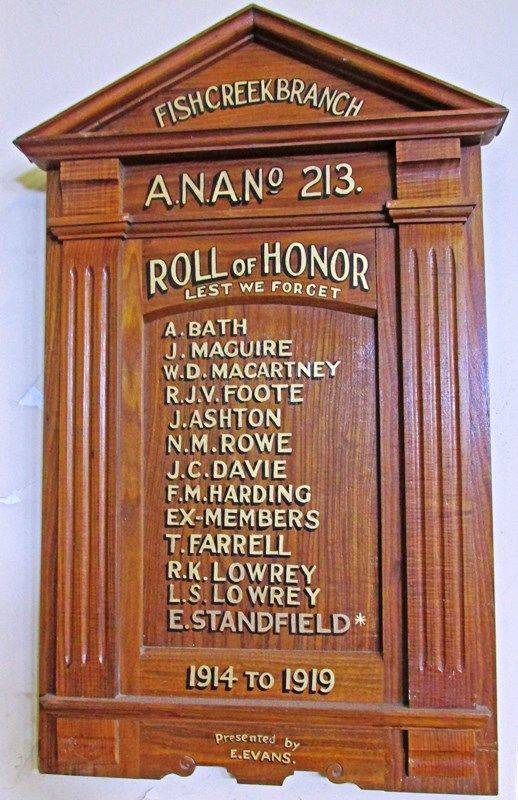 FISH CREEK BRANCH
A.N.A. Nº 213.
ROLL OF HONOR
LEST WE FORGET
A. BATH
J. MAGUIRE
W.D. MACARTNEY
R.J.V. FOOTE
J. ASHTON
N.M. ROWE
J.C. DAVIE
F.M. HARDING
EX-MEMBERS
T. FARRELL
R.K. LOWREY
L.S. LOWREY
E. STANDFIELD*
1914 TO 1919
Presented by
E. EVANS.